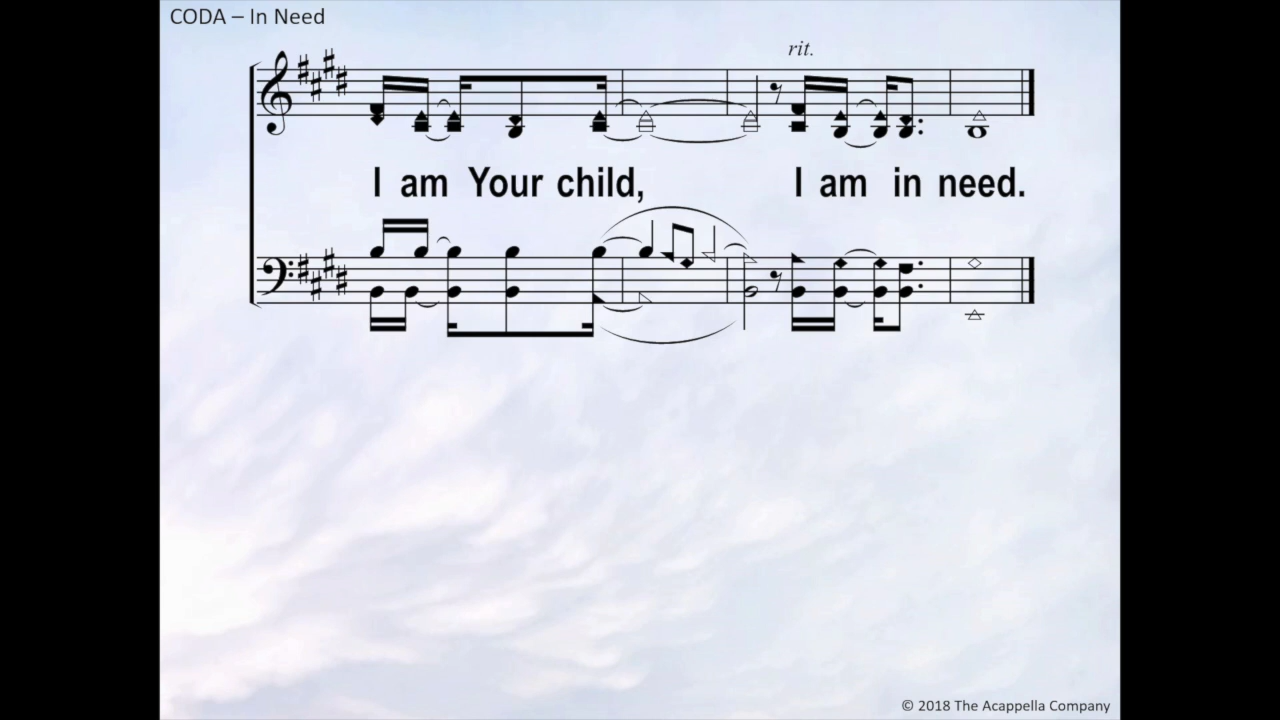 CODA – In Need
rit.
I am Your child, I am in need.
© 2018 The Acappella Company